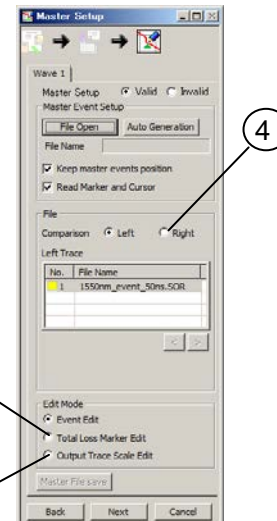 Master Setup
Wave 1
Master Setup Valid Invalid
Master Event Setup
File Open Auto Generation
File Name
Keep master events position
Read Marker and Cursor
4
File
Comparison Left Right
Left Trace
No. File Name
1 1550nm_event_50ns.SOR
< >
Edit Mode
Event Edit
Total Loss Marker Edit
Output Trace Scale Edit
Master File save
Back Next Cancel